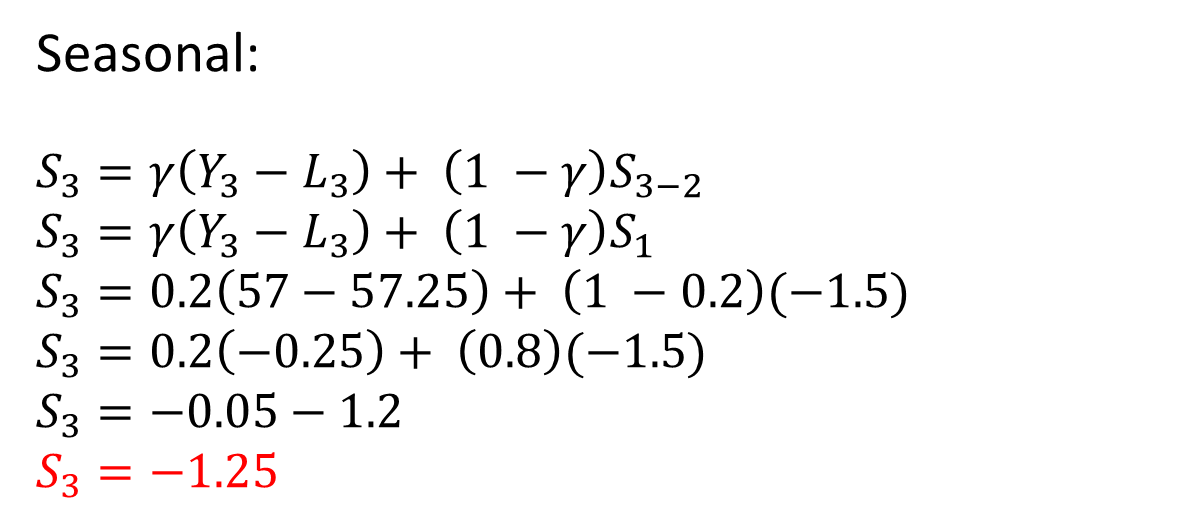 Seasonal:
S₃ = γ(Y₃ − L₃) + (1 − γ)S₃₋₂
S₃ = γ(Y₃ − L₃) + (1 − γ)S₁
S₃ = 0.2(57 − 57.25) + (1 − 0.2)(−1.5)
S₃ = 0.2(−0.25) + (0.8)(−1.5)
S₃ = −0.05 − 1.2
S₃ = −1.25